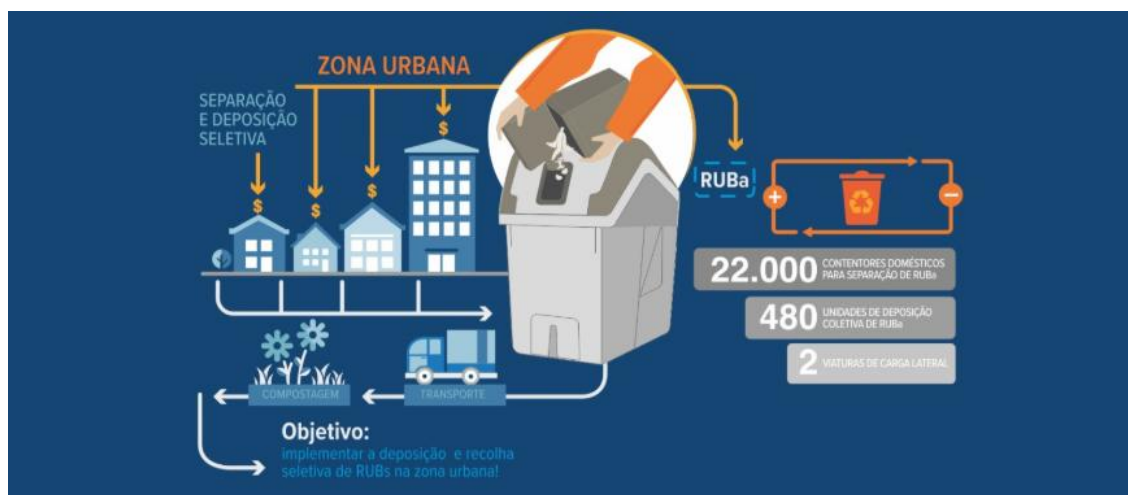 ZONA URBANA
SEPARAÇÃO
E DEPOSIÇÃO
SELETIVA
$
$
$
$
RUBa
+
-
22.000 CONTENTORES DOMÉSTICOS
PARA SEPARAÇÃO DE RUBa
480 UNIDADES DE DEPOSIÇÃO
COLETIVA DE RUBa
2 VIATURAS DE CARGA LATERAL
COMPOSTAGEM
TRANSPORTE
Objetivo:
implementar a deposição e recolha
seletiva de RUBs na zona urbana!